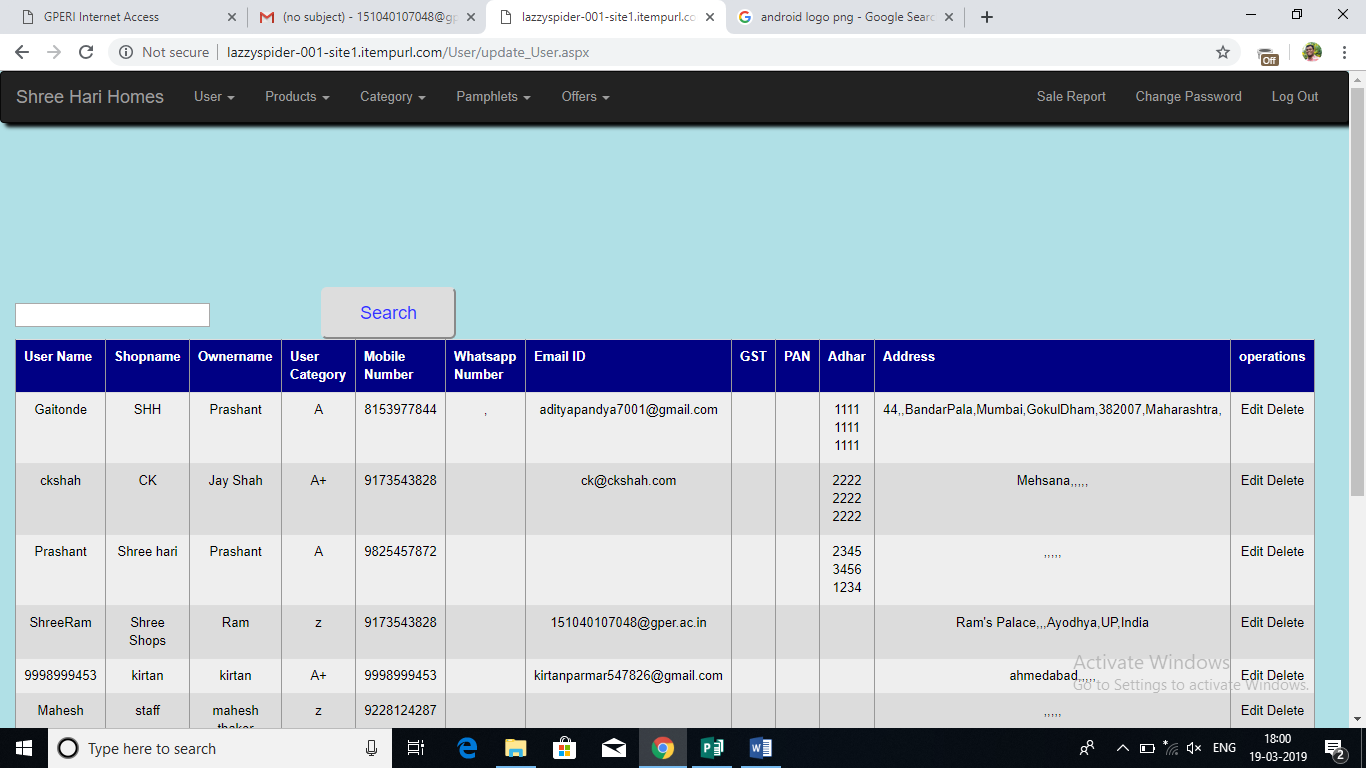 GPERI Internet Access
(no subject) - 151040107048@gp
lazzyspider-001-site1.itempurl.co
android logo png - Google Searc
Not secure
lazzyspider-001-site1.itempurl.com/User/update_User.aspx
Off
Shree Hari Homes User Products Category Pamphlets Offers Sale Report Change Password Log Out
Search
User Name Shopname Ownername User Category Mobile Number Whatsapp Number Email ID GST PAN Adhar Address operations
Gaitonde SHH Prashant A 8153977844 , adityapandya7001@gmail.com 1111 1111 1111 44,,BandarPala,Mumbai,GokulDham,382007,Maharashtra, Edit Delete
ckshah CK Jay Shah A+ 9173543828 ck@ckshah.com 2222 2222 2222 Mehsana,,,,, Edit Delete
Prashant Shree hari Prashant A 9825457872 2345 3456 1234 ,,,,, Edit Delete
ShreeRam Shree Shops Ram z 9173543828 151040107048@gper.ac.in Ram's Palace,,,Ayodhya,UP,India Edit Delete
9998999453 kirtan kirtan A+ 9998999453 kirtanparmar547826@gmail.com ahmedabad,,,,, Edit Delete
Mahesh staff mahesh z 9228124287 ,,,,, Edit Delete
Activate Windows
Go to Settings to activate Windows.
Type here to search
ENG
18:00
19-03-2019
2